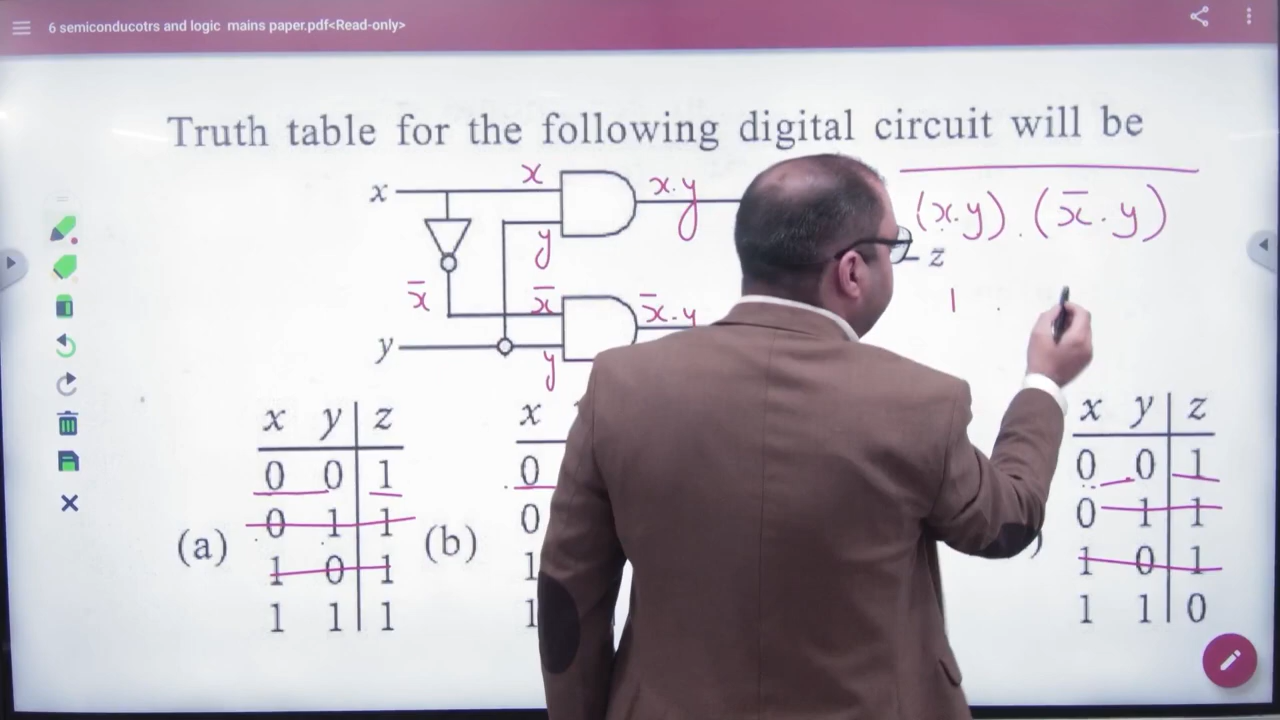 6 semiconducotrs and logic mains paper.pdf<Read-only>
Truth table for the following digital circuit will be
x x x.y (x.y) . (x̄.y)
y z
x̄ x̄ x̄.y 1 .
y y
x y z x x y z
0 0 1 0 0 0 1
0 1 1 0 0 1 1
(a) (b) )
1 0 1 1 1 0 1
1 1 1 1 1 1 0